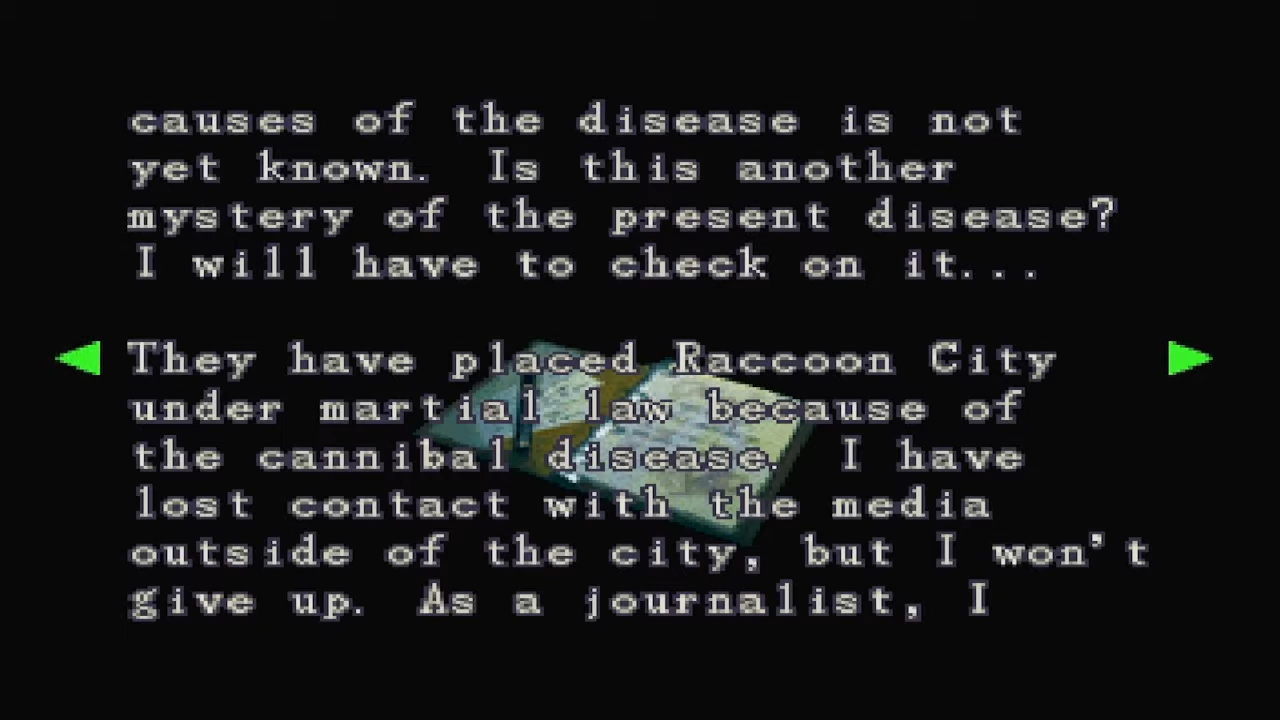 causes of the disease is not
yet known. Is this another
mystery of the present disease?
I will have to check on it...
They have placed Raccoon City
under martial law because of
the cannibal disease. I have
lost contact with the media
outside of the city, but I won't
give up. As a journalist, I